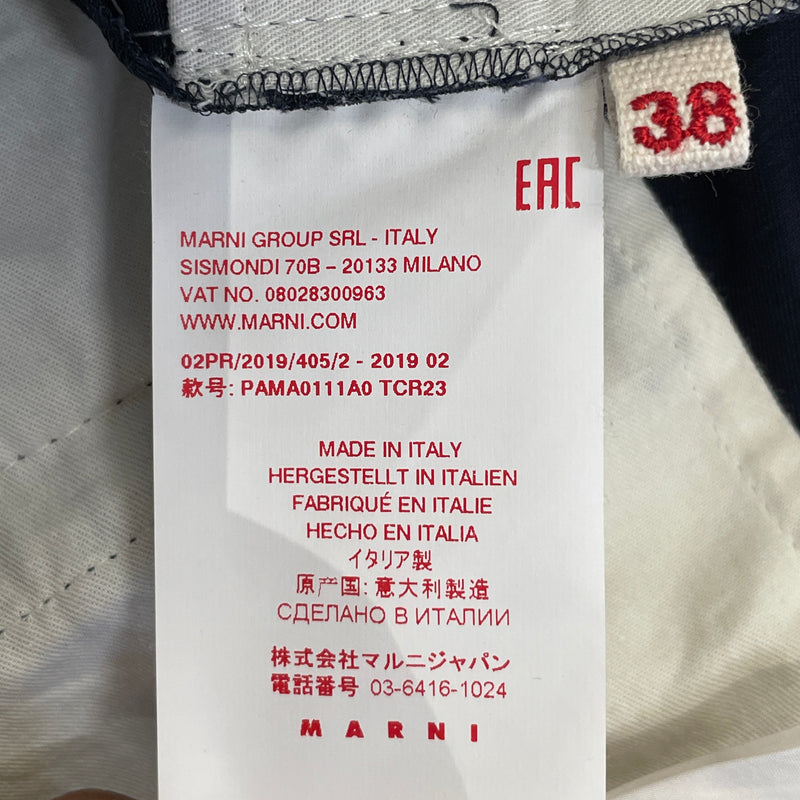 38
EAC
MARNI GROUP SRL - ITALY
SISMONDI 70B – 20133 MILANO
VAT NO. 08028300963
WWW.MARNI.COM
02PR/2019/405/2 - 2019 02
款号: PAMA0111A0 TCR23
MADE IN ITALY
HERGESTELLT IN ITALIEN
FABRIQUÉ EN ITALIE
HECHO EN ITALIA
イタリア製
原产国: 意大利製造
СДЕЛАНО В ИТАЛИИ
株式会社マルニジャパン
電話番号 03-6416-1024
MARNI